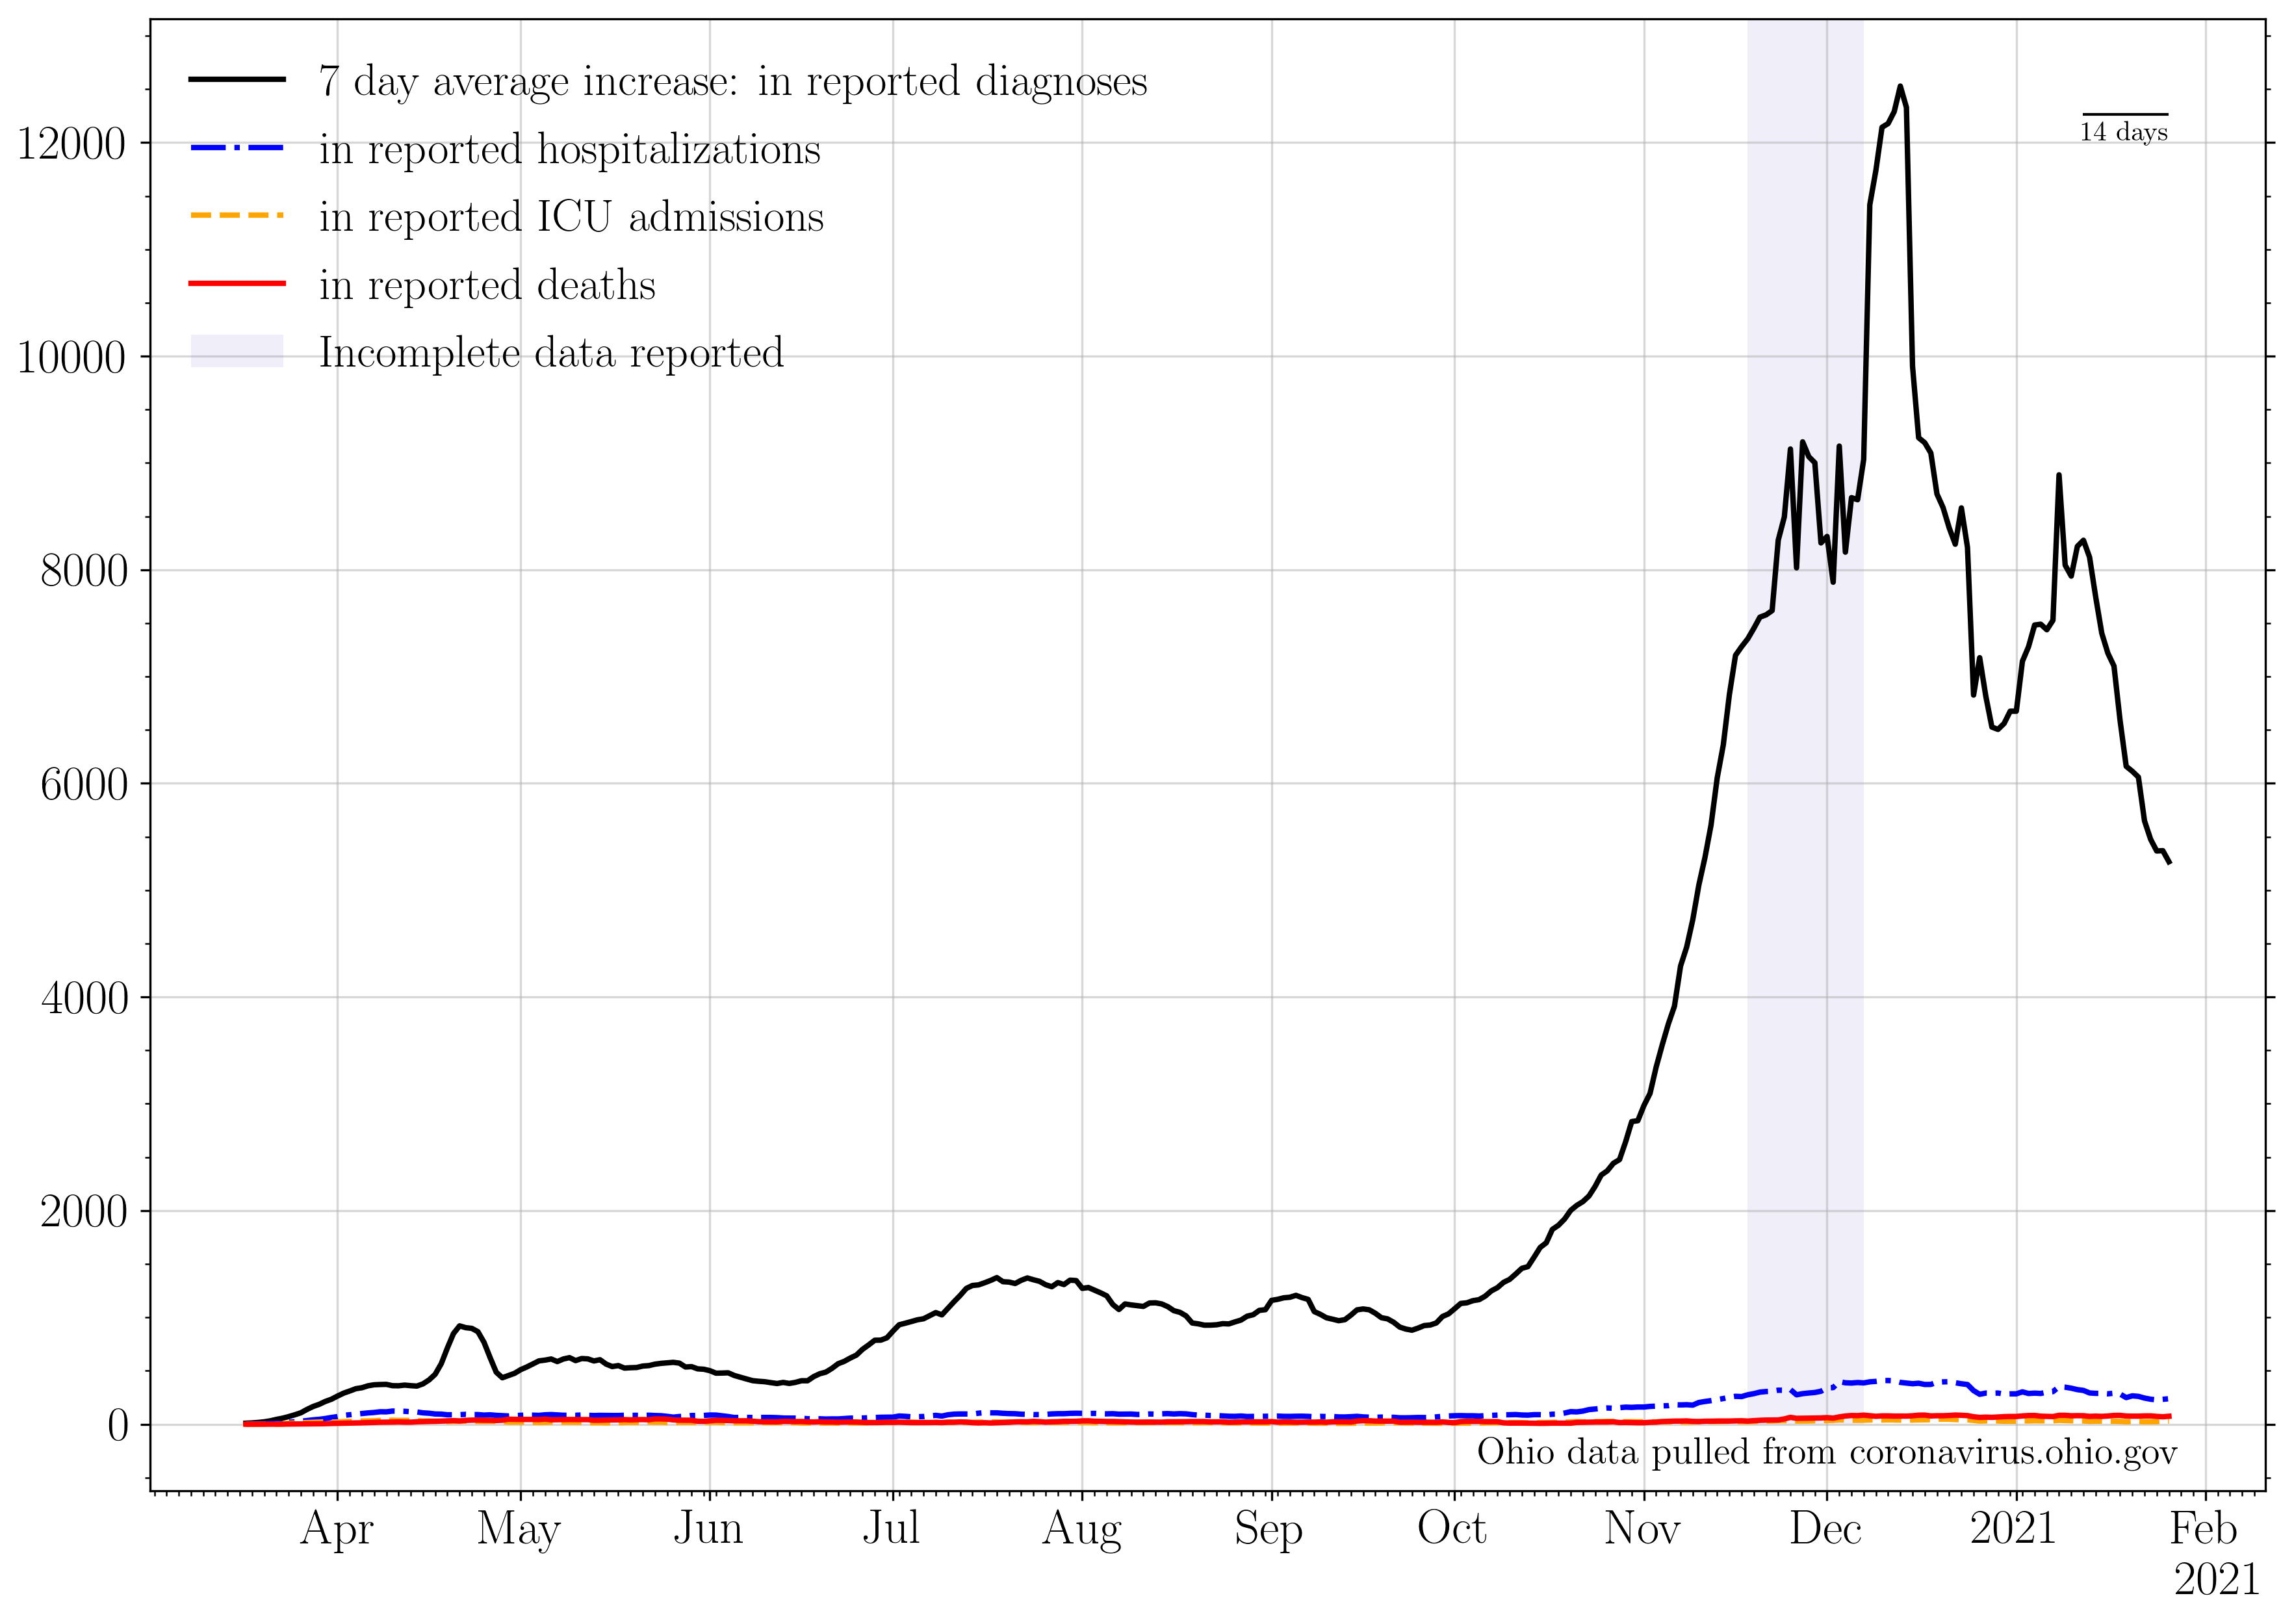 7 day average increase: in reported diagnoses
in reported hospitalizations
in reported ICU admissions
in reported deaths
Incomplete data reported
14 days
12000
10000
8000
6000
4000
2000
0
Ohio data pulled from coronavirus.ohio.gov
Apr May Jun Jul Aug Sep Oct Nov Dec 2021 Feb
2021